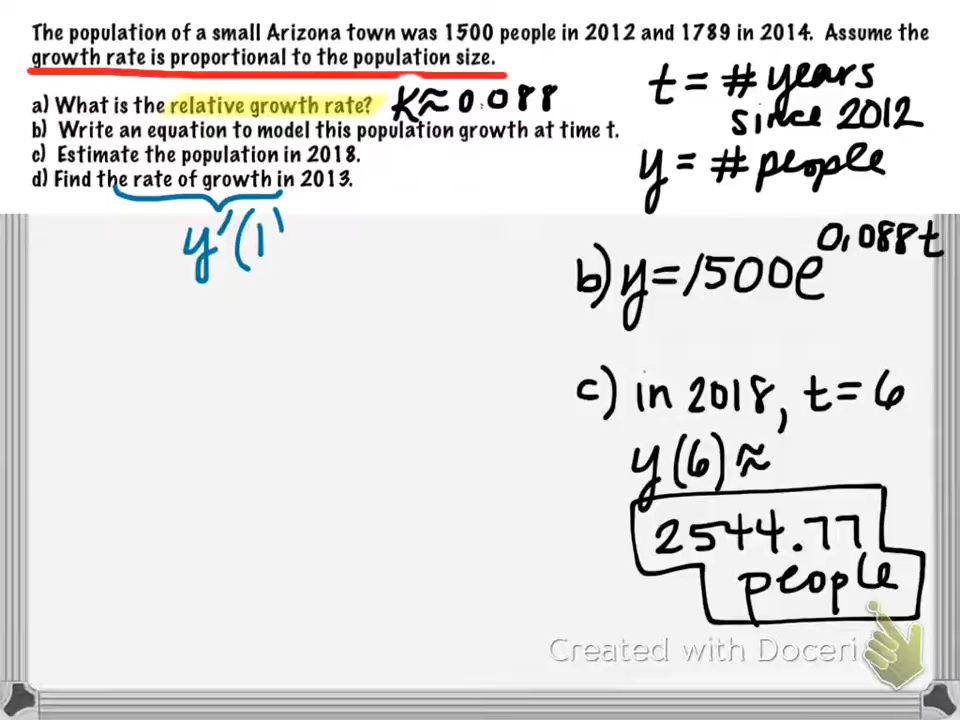 The population of a small Arizona town was 1500 people in 2012 and 1789 in 2014. Assume the
growth rate is proportional to the population size.
a) What is the relative growth rate? K≈0.088
b) Write an equation to model this population growth at time t.
c) Estimate the population in 2018.
d) Find the rate of growth in 2013.
y'(1
t = # years
since 2012
y = # people
b) y=1500e^0.088t
c) in 2018, t=6
y(6)≈
2544.77
people
Created with Doceri